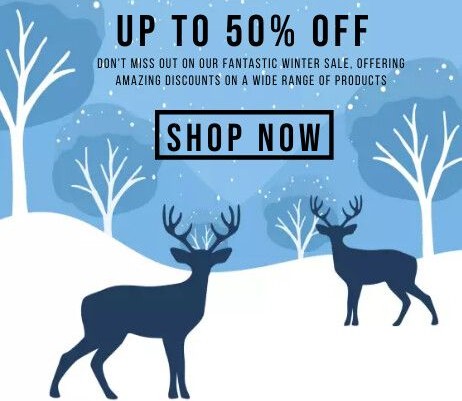 UP TO 50% OFF
DON'T MISS OUT ON OUR FANTASTIC WINTER SALE, OFFERING
AMAZING DISCOUNTS ON A WIDE RANGE OF PRODUCTS
SHOP NOW